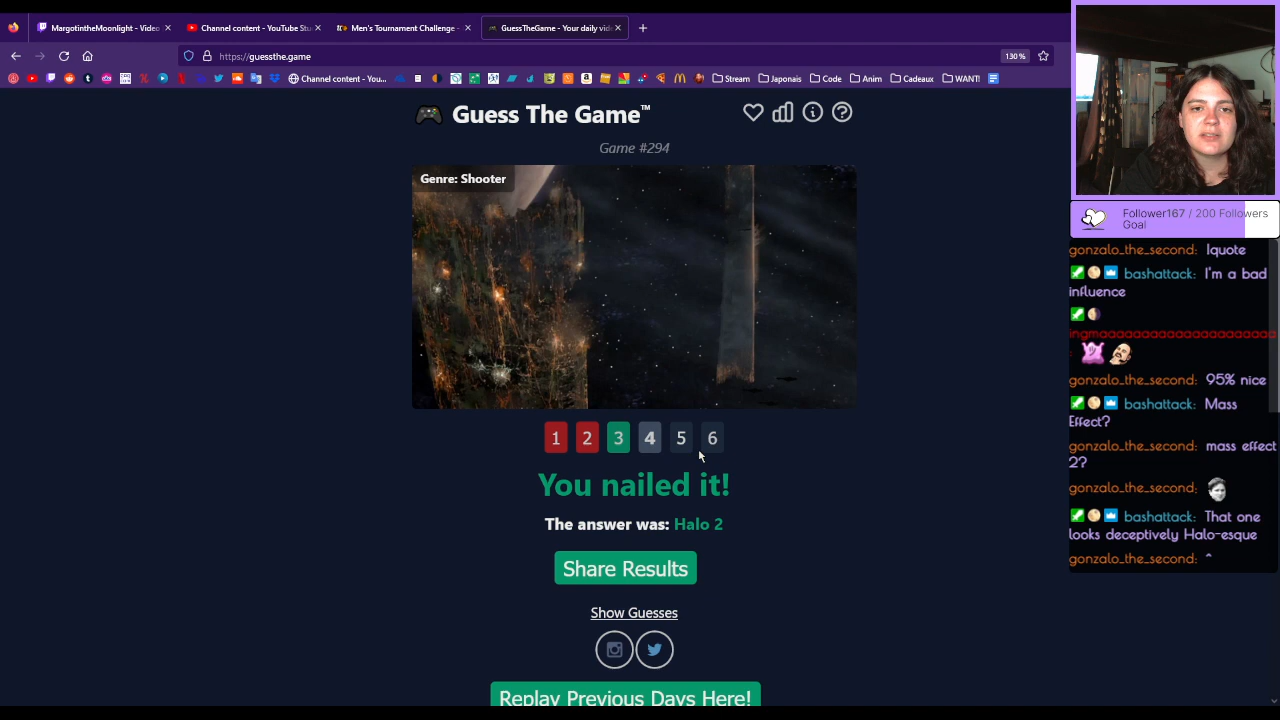 MargotintheMoonlight - Video
Channel content - YouTube Stu
Men's Tournament Challenge -
GuessTheGame - Your daily vid
https://guessthe.game
130%
Channel content - You...
Stream
Japonais
Code
Anim
Cadeaux
WANT!
Guess The Game™
Game #294
Genre: Shooter
1 2 3 4 5 6
You nailed it!
The answer was: Halo 2
Share Results
Show Guesses
Replay Previous Days Here!
Follower167 / 200 Followers
Goal
gonzalo_the_second: !quote
bashattack: I'm a bad
influence
gonzalo_the_second: 95% nice
bashattack: Mass
Effect?
gonzalo_the_second: mass effect
2?
gonzalo_the_second:
bashattack: That one
looks deceptively Halo-esque
gonzalo_the_second: ^